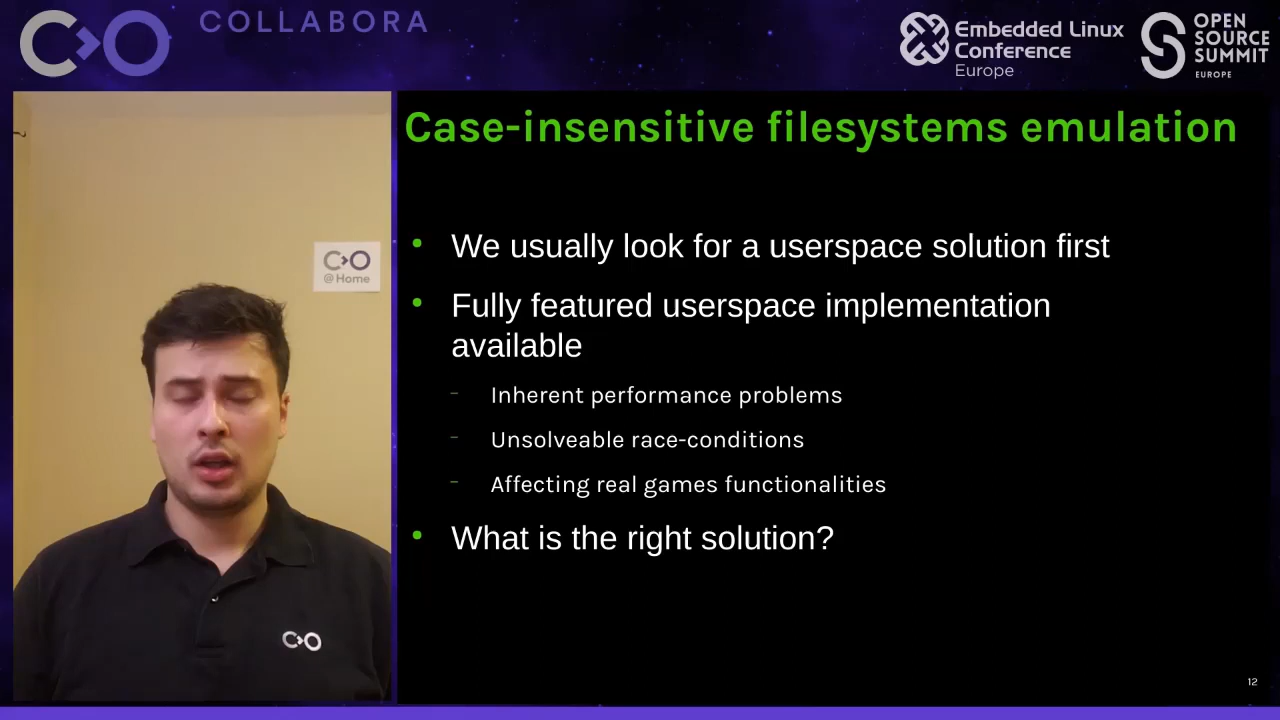 COLLABORA
Embedded Linux
Conference
Europe
OPEN
SOURCE
SUMMIT
EUROPE
@Home
Case-insensitive filesystems emulation
We usually look for a userspace solution first
Fully featured userspace implementation
available
Inherent performance problems
Unsolveable race-conditions
Affecting real games functionalities
What is the right solution?
12